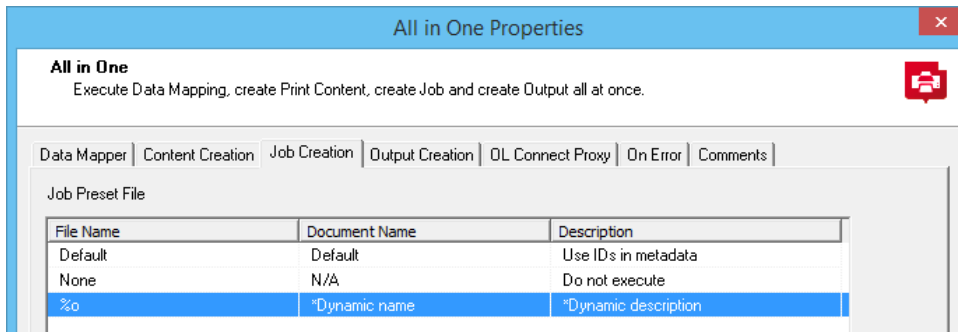 All in One Properties
All in One
Execute Data Mapping, create Print Content, create Job and create Output all at once.
Data Mapper Content Creation Job Creation Output Creation OL Connect Proxy On Error Comments
Job Preset File
File Name Document Name Description
Default Default Use IDs in metadata
None N/A Do not execute
%o *Dynamic name *Dynamic description